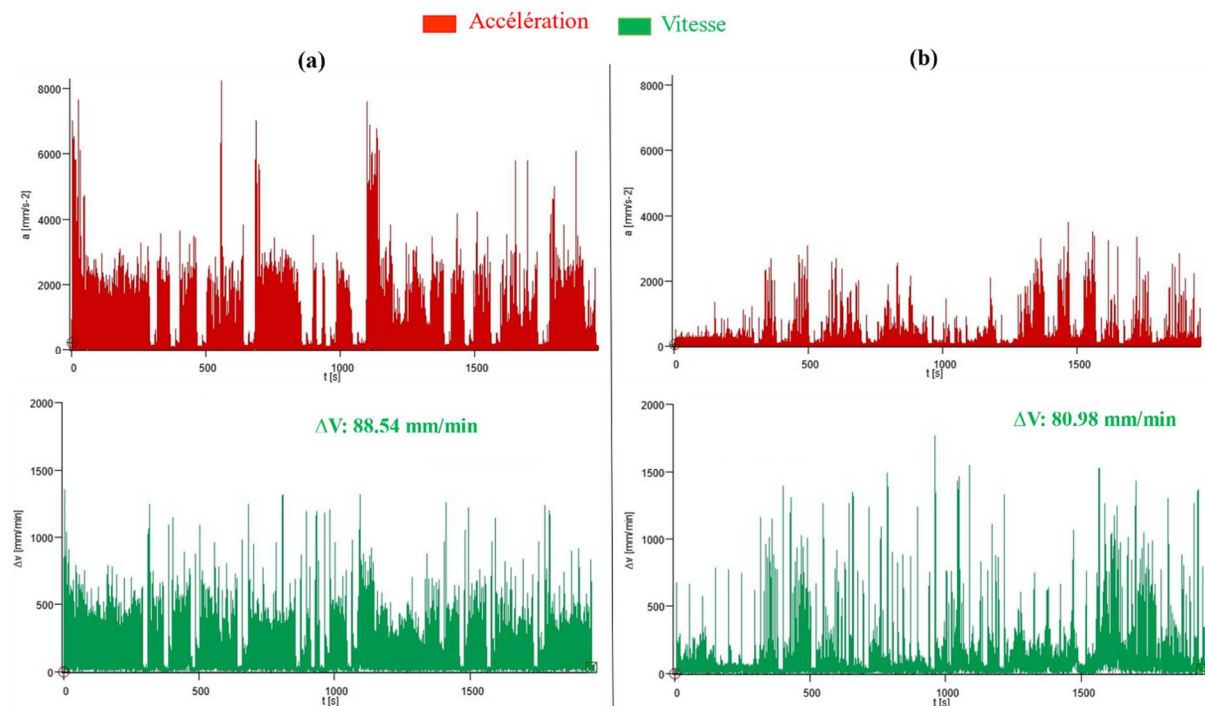 Accélération Vitesse
(a)
8000
6000
4000
2000
0
a [mm/s-2]
0 500 1000 1500
t [s]
(b)
8000
6000
4000
2000
0
a [mm/s-2]
0 500 1000 1500
t [s]
2000
1500
1000
500
0
Δv [mm/min]
ΔV: 88.54 mm/min
0 500 1000 1500
t [s]
2000
1500
1000
500
0
Δv [mm/min]
ΔV: 80.98 mm/min
0 500 1000 1500
t [s]